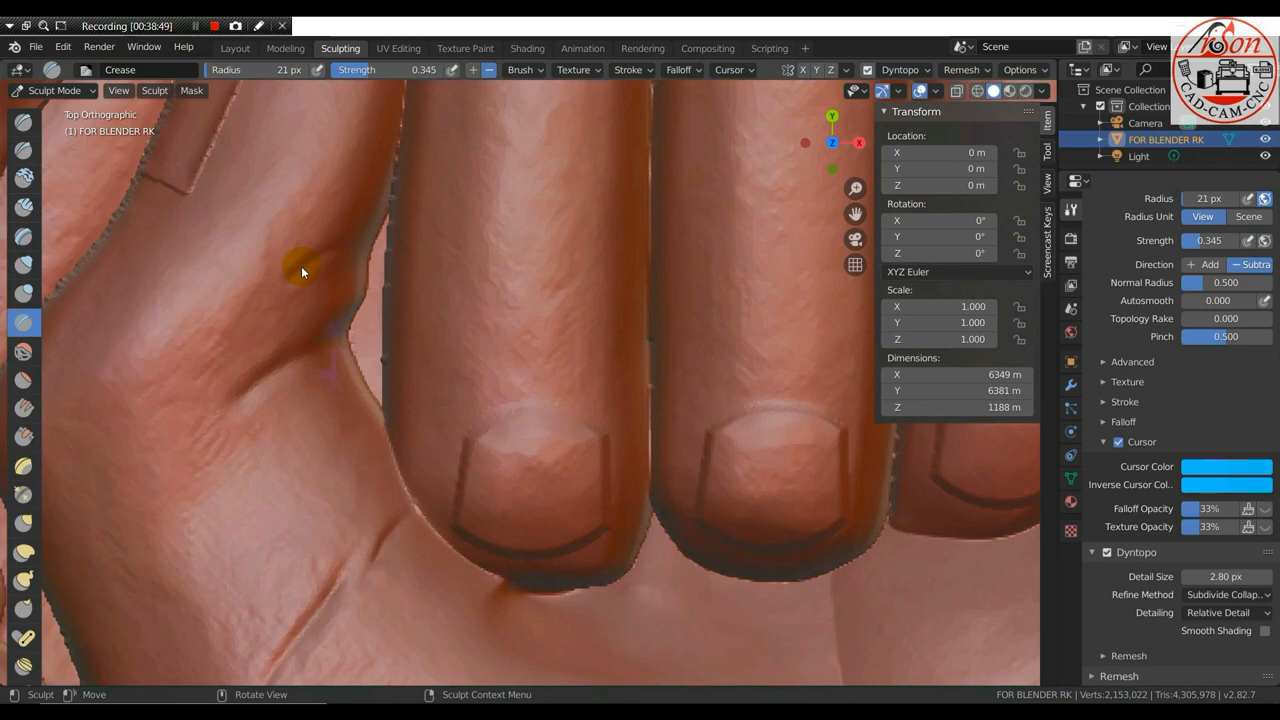 Recording [00:38:49]
File Edit Render Window Help Layout Modeling Sculpting UV Editing Texture Paint Shading Animation Rendering Compositing Scripting + Scene View
Crease Radius 21 px Strength 0.345 Brush Texture Stroke Falloff Cursor X Y Z Dyntopo Remesh Options
Sculpt Mode View Sculpt Mask
Top Orthographic
(1) FOR BLENDER RK
Y
Z X
Transform
Location:
X 0 m
Y 0 m
Z 0 m
Rotation:
X 0°
Y 0°
Z 0°
XYZ Euler
Scale:
X 1.000
Y 1.000
Z 1.000
Dimensions:
X 6349 m
Y 6381 m
Z 1188 m
Item
Tool
View
Screencast Keys
CAD-CAM-CNC
Scene Collection
Collection
Camera
FOR BLENDER RK
Light
Radius 21 px
Radius Unit View Scene
Strength 0.345
Direction + Add − Subtra
Normal Radius 0.500
Autosmooth 0.000
Topology Rake 0.000
Pinch 0.500
Advanced
Texture
Stroke
Falloff
Cursor
Cursor Color
Inverse Cursor Col..
Falloff Opacity 33%
Texture Opacity 33%
Dyntopo
Detail Size 2.80 px
Refine Method Subdivide Collap..
Detailing Relative Detail
Smooth Shading
Remesh
Remesh
Sculpt Move Rotate View Sculpt Context Menu FOR BLENDER RK | Verts:2,153,022 | Tris:4,305,978 | v2.82.7